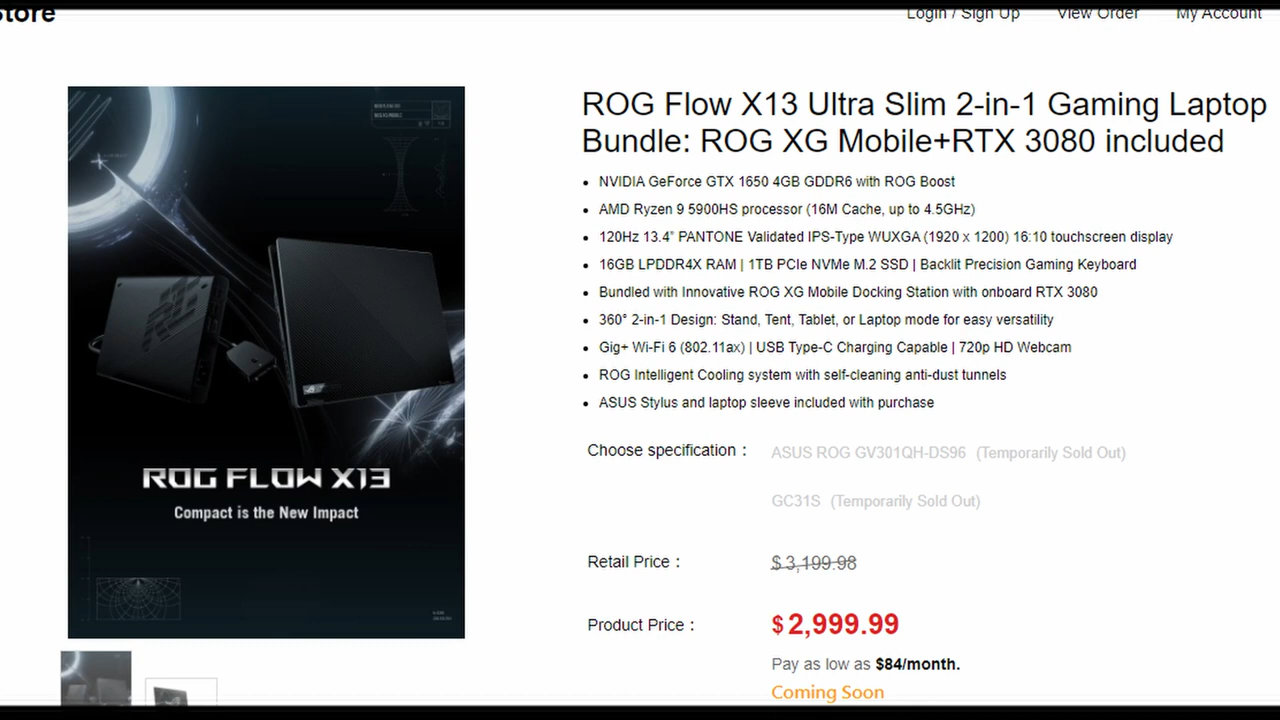 Store
Login / Sign Up
View Order
My Account
ROG Flow X13 Ultra Slim 2-in-1 Gaming Laptop
Bundle: ROG XG Mobile+RTX 3080 included
NVIDIA GeForce GTX 1650 4GB GDDR6 with ROG Boost
AMD Ryzen 9 5900HS processor (16M Cache, up to 4.5GHz)
120Hz 13.4” PANTONE Validated IPS-Type WUXGA (1920 x 1200) 16:10 touchscreen display
16GB LPDDR4X RAM | 1TB PCIe NVMe M.2 SSD | Backlit Precision Gaming Keyboard
Bundled with Innovative ROG XG Mobile Docking Station with onboard RTX 3080
360° 2-in-1 Design: Stand, Tent, Tablet, or Laptop mode for easy versatility
Gig+ Wi-Fi 6 (802.11ax) | USB Type-C Charging Capable | 720p HD Webcam
ROG Intelligent Cooling system with self-cleaning anti-dust tunnels
ASUS Stylus and laptop sleeve included with purchase
Choose specification :
ASUS ROG GV301QH-DS96 (Temporarily Sold Out)
GC31S (Temporarily Sold Out)
ROG FLOW X13
Compact is the New Impact
Retail Price :
$ 3,199.98
Product Price :
$ 2,999.99
Pay as low as $84/month.
Coming Soon